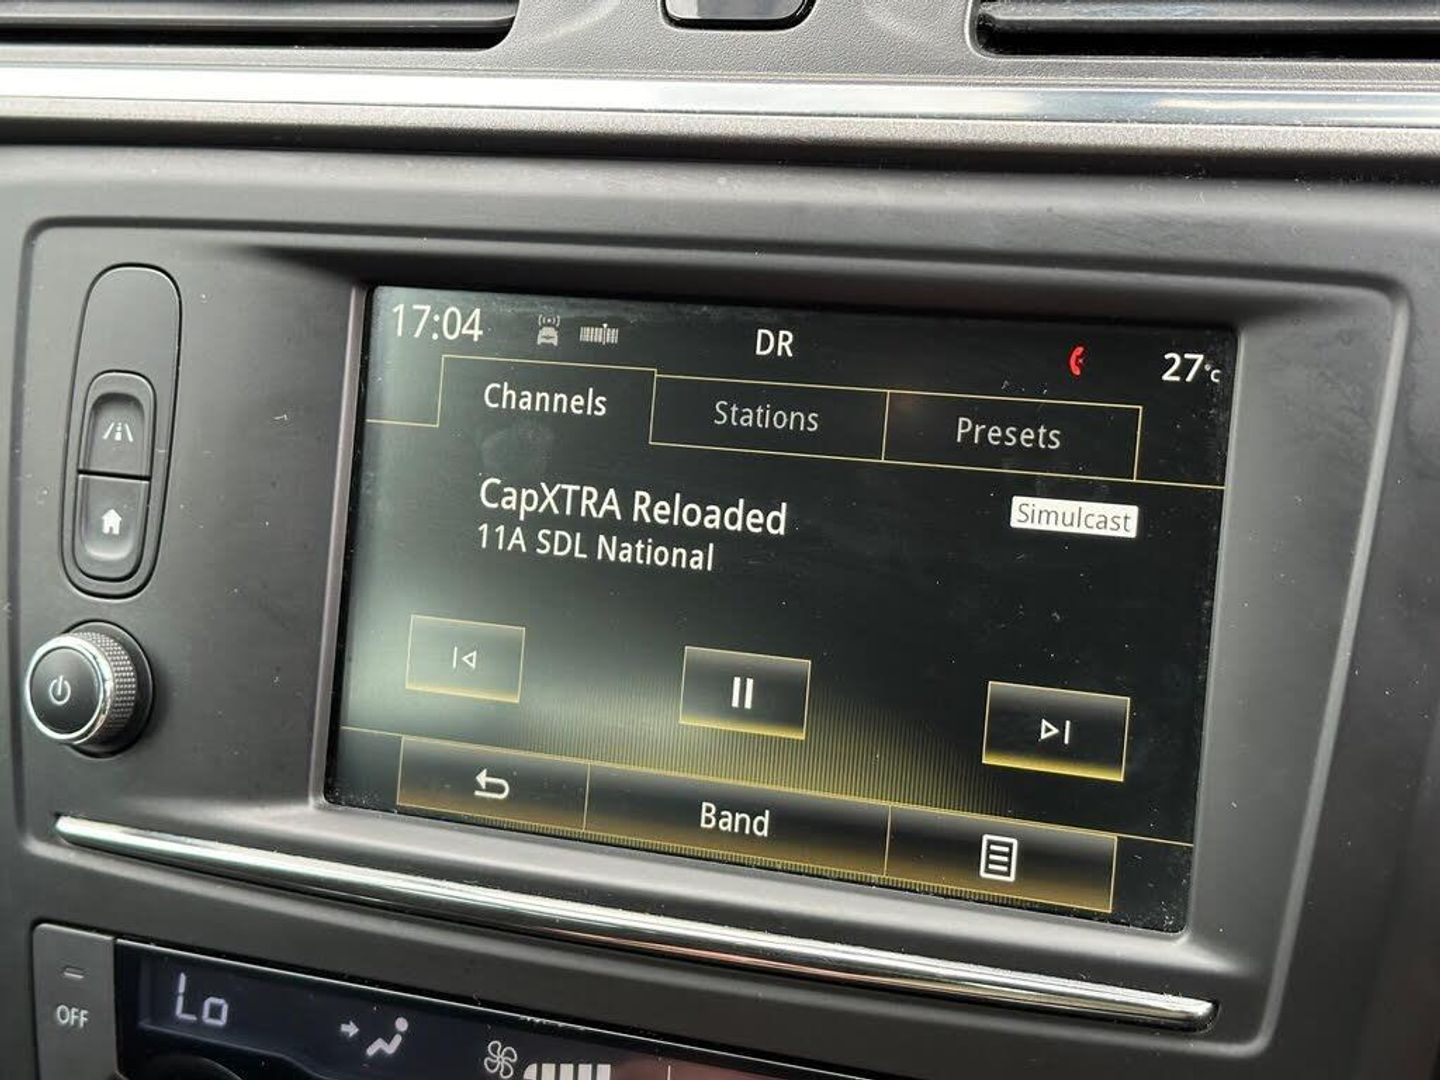 17:04 DR 27°C
Channels Stations Presets
CapXTRA Reloaded Simulcast
11A SDL National
Band
OFF Lo